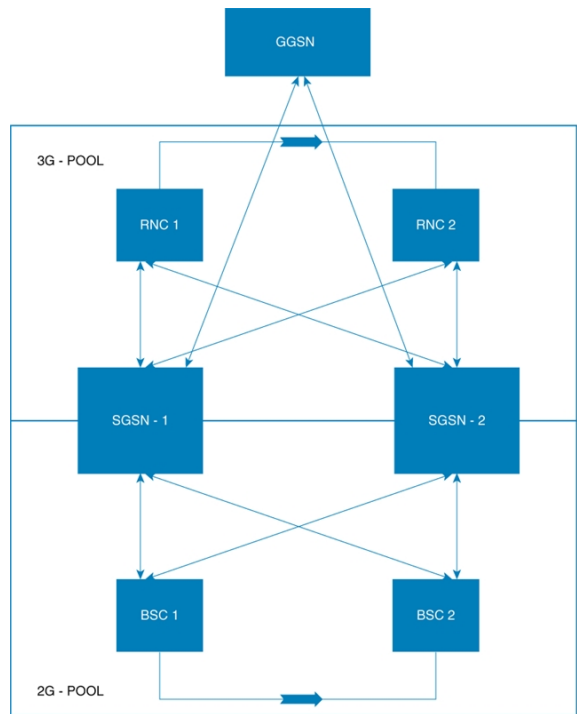 GGSN
3G - POOL
RNC 1
RNC 2
SGSN - 1
SGSN - 2
BSC 1
BSC 2
2G - POOL